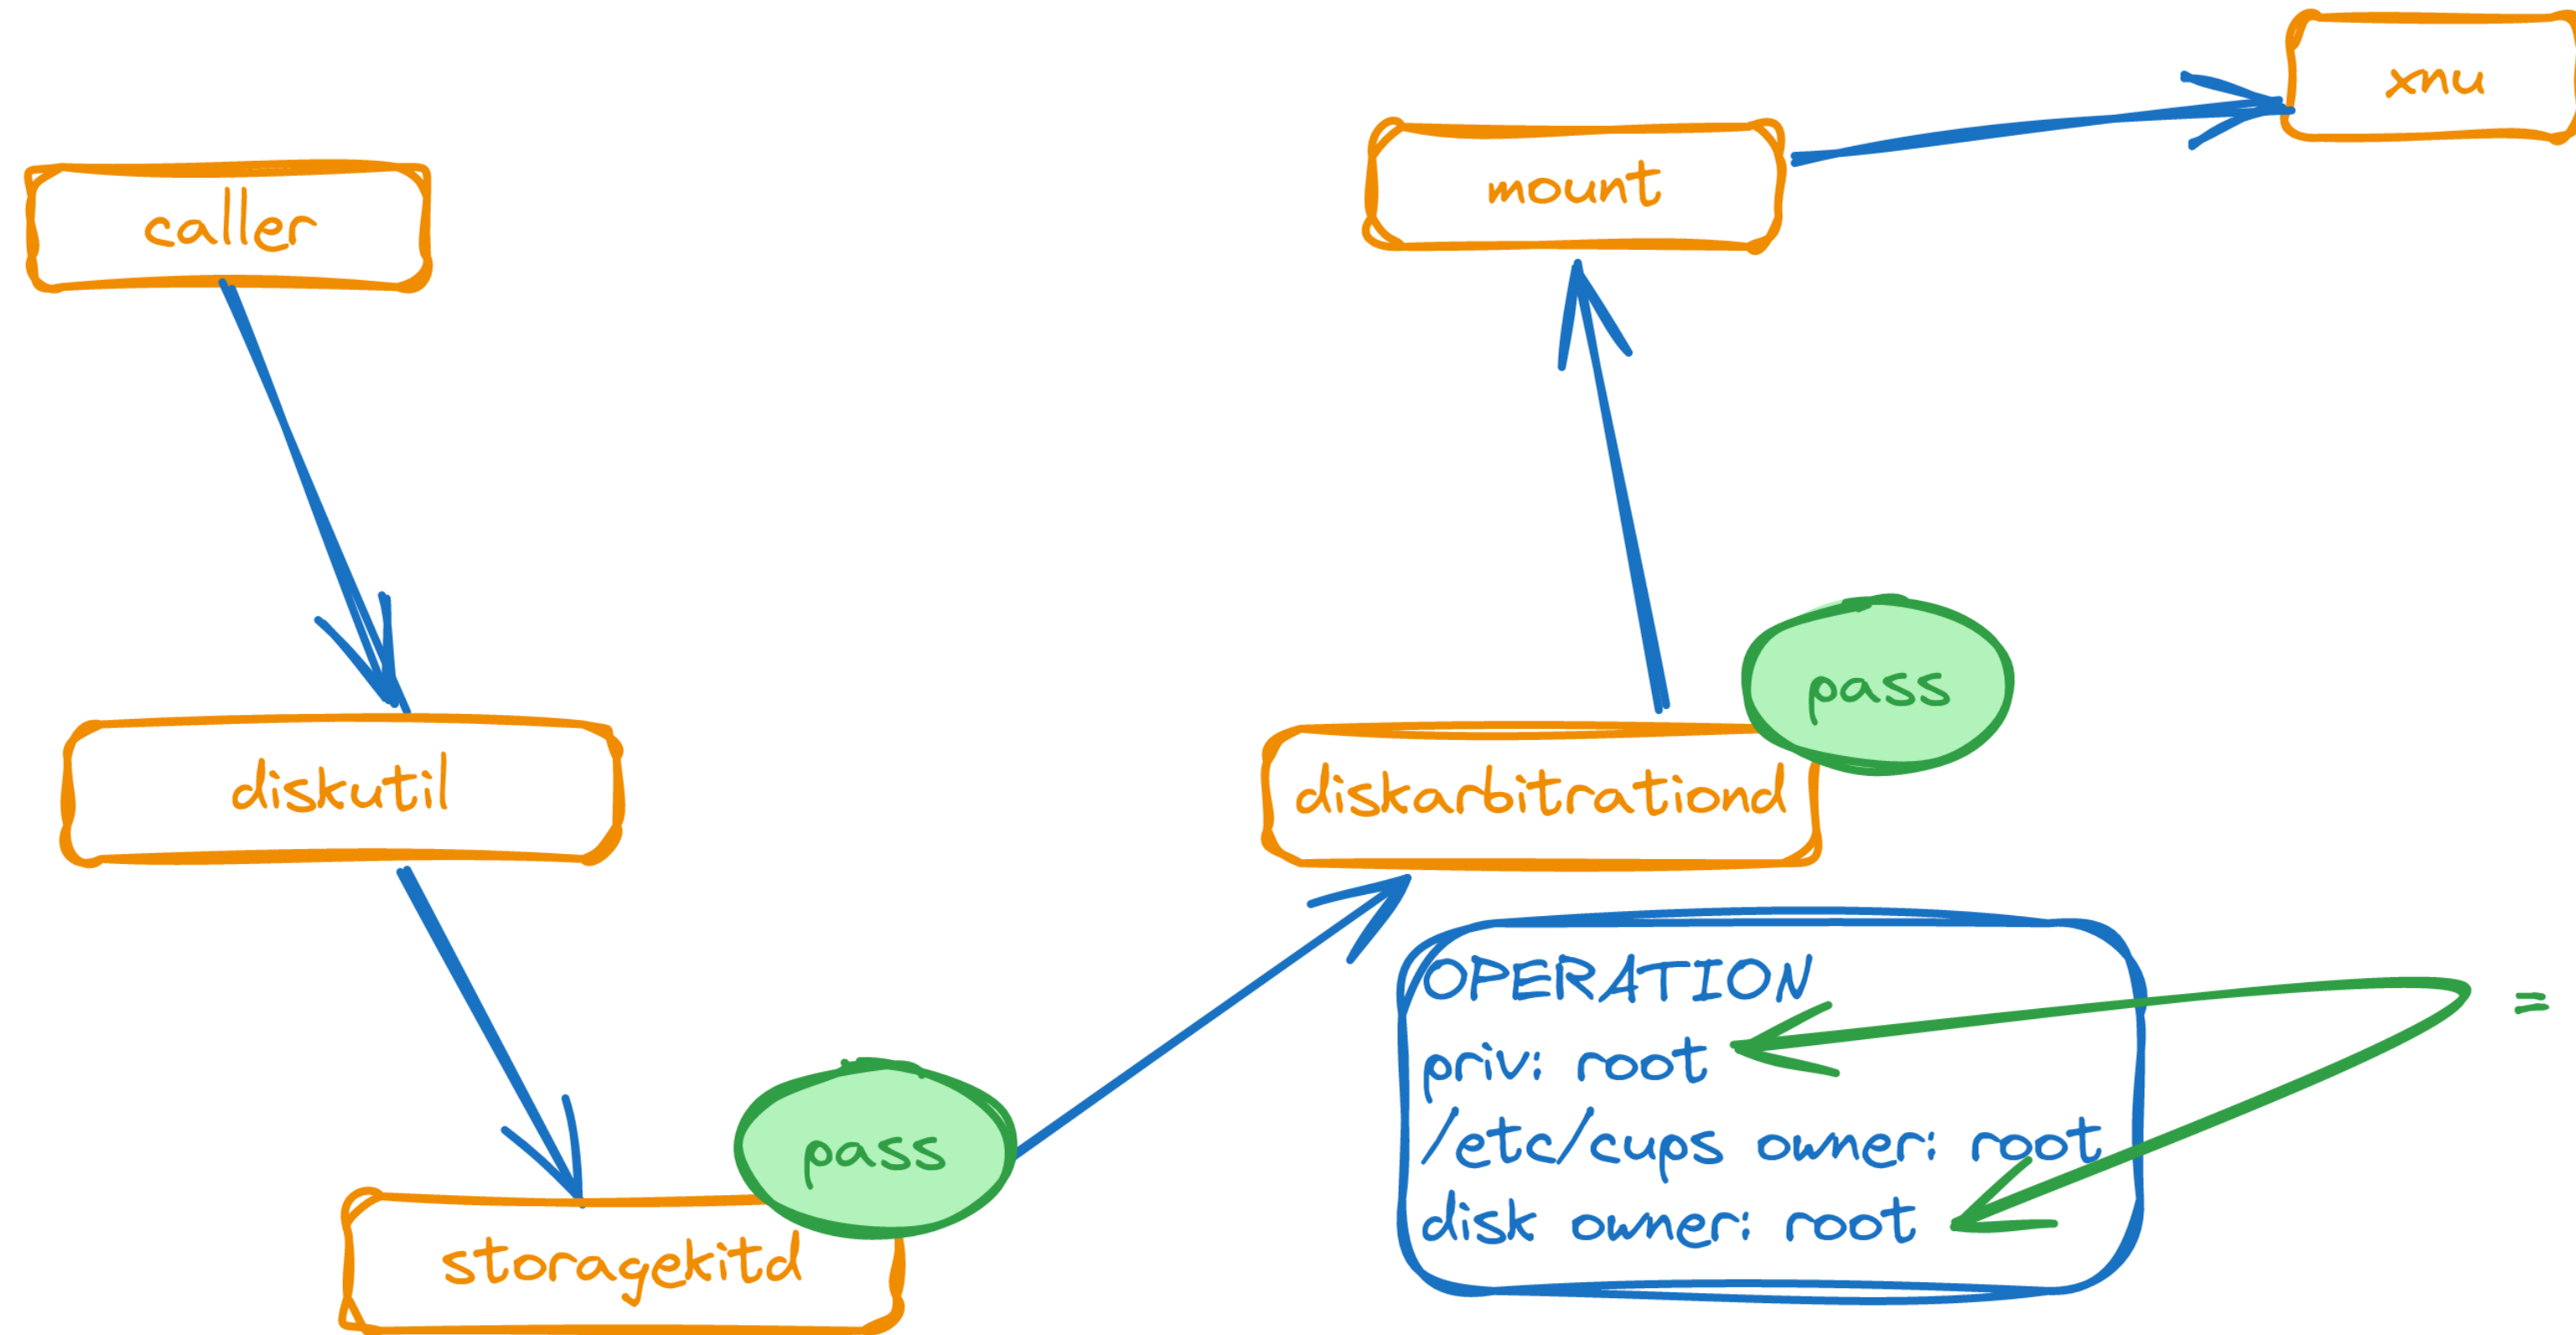 xnu
mount
caller
pass
diskutil
diskarbitrationd
OPERATION
=
priv: root
/etc/cups owner: root
disk owner: root
pass
storagekitd